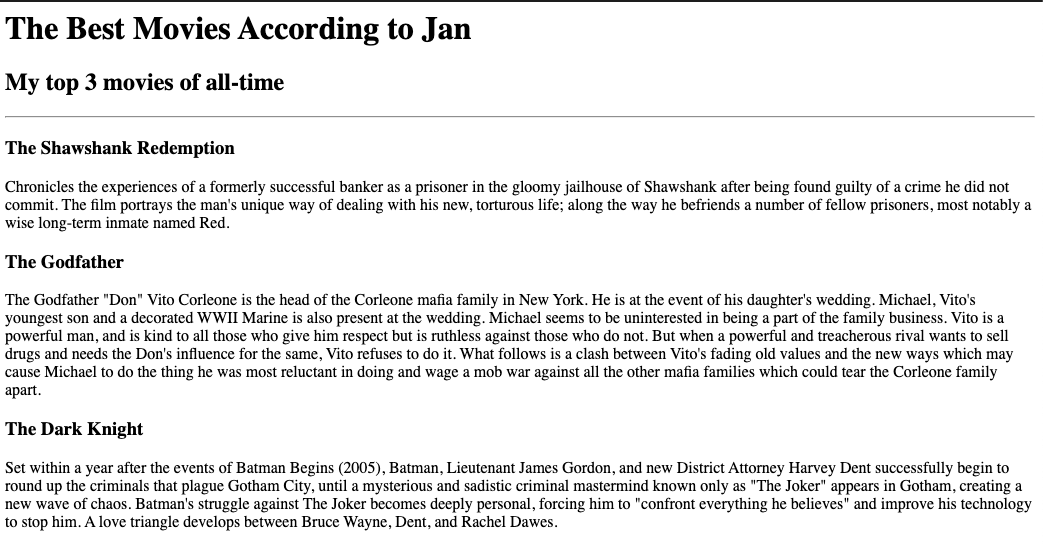 The Best Movies According to Jan
My top 3 movies of all-time
The Shawshank Redemption
Chronicles the experiences of a formerly successful banker as a prisoner in the gloomy jailhouse of Shawshank after being found guilty of a crime he did not
commit. The film portrays the man's unique way of dealing with his new, torturous life; along the way he befriends a number of fellow prisoners, most notably a
wise long-term inmate named Red.
The Godfather
The Godfather "Don" Vito Corleone is the head of the Corleone mafia family in New York. He is at the event of his daughter's wedding. Michael, Vito's
youngest son and a decorated WWII Marine is also present at the wedding. Michael seems to be uninterested in being a part of the family business. Vito is a
powerful man, and is kind to all those who give him respect but is ruthless against those who do not. But when a powerful and treacherous rival wants to sell
drugs and needs the Don's influence for the same, Vito refuses to do it. What follows is a clash between Vito's fading old values and the new ways which may
cause Michael to do the thing he was most reluctant in doing and wage a mob war against all the other mafia families which could tear the Corleone family
apart.
The Dark Knight
Set within a year after the events of Batman Begins (2005), Batman, Lieutenant James Gordon, and new District Attorney Harvey Dent successfully begin to
round up the criminals that plague Gotham City, until a mysterious and sadistic criminal mastermind known only as "The Joker" appears in Gotham, creating a
new wave of chaos. Batman's struggle against The Joker becomes deeply personal, forcing him to "confront everything he believes" and improve his technology
to stop him. A love triangle develops between Bruce Wayne, Dent, and Rachel Dawes.